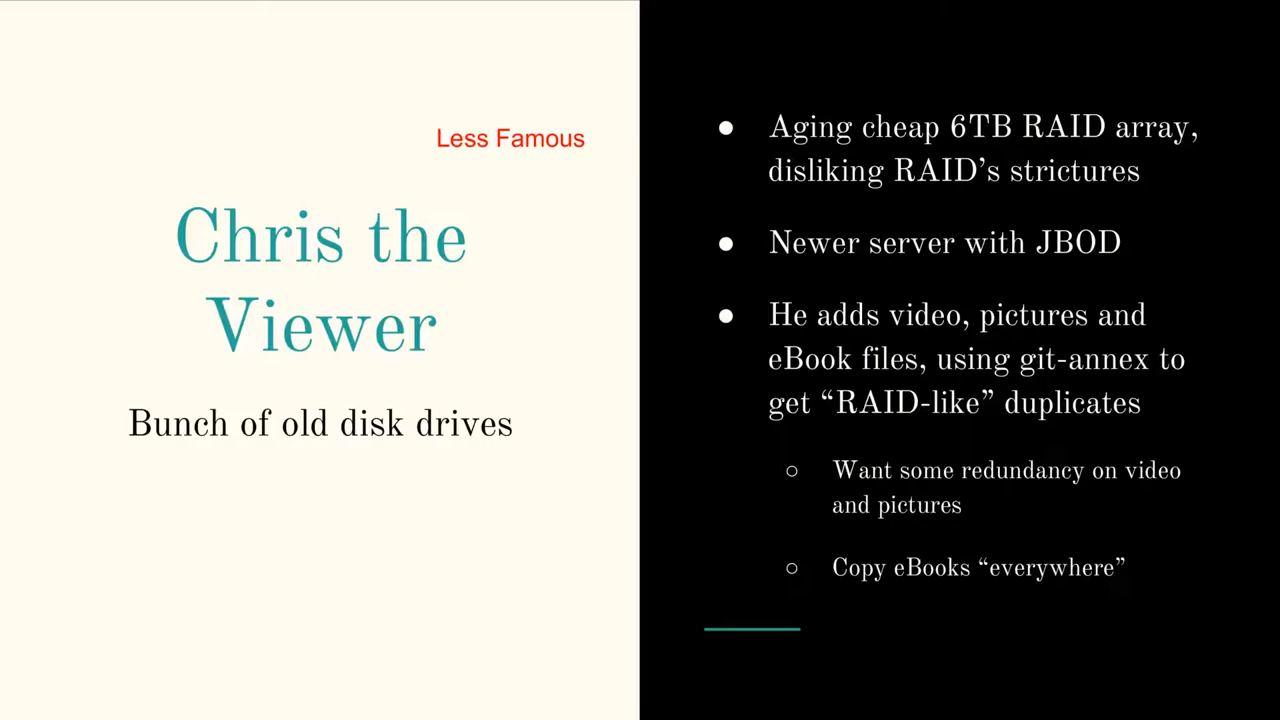 Less Famous
Chris the
Viewer
Bunch of old disk drives
● Aging cheap 6TB RAID array,
disliking RAID’s strictures
● Newer server with JBOD
● He adds video, pictures and
eBook files, using git-annex to
get “RAID-like” duplicates
○ Want some redundancy on video
and pictures
○ Copy eBooks “everywhere”